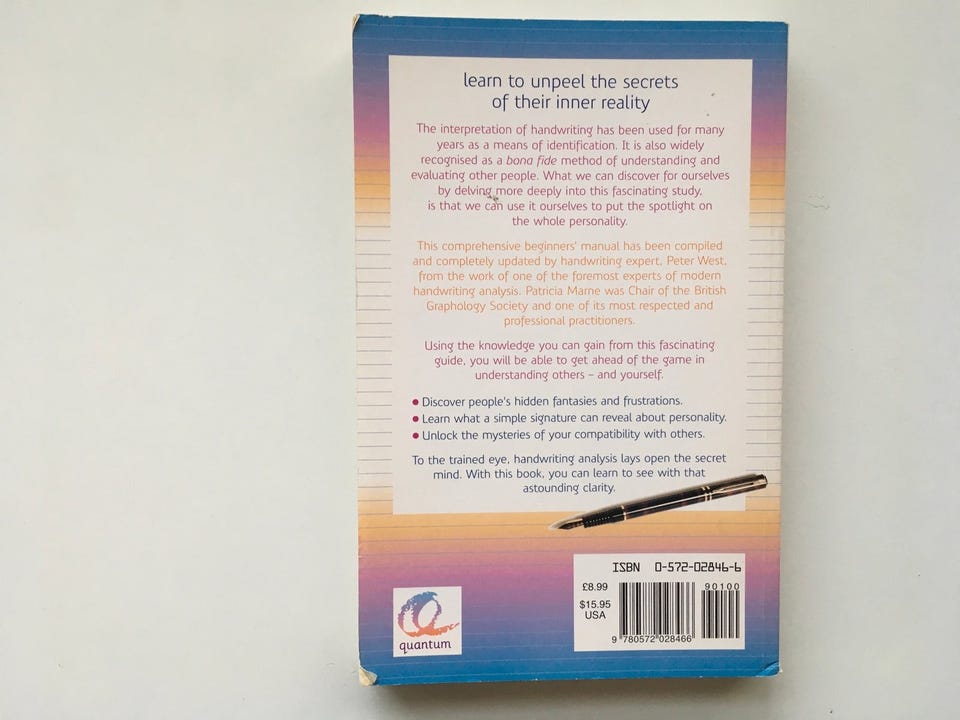 learn to unpeel the secrets
of their inner reality
The interpretation of handwriting has been used for many
years as a means of identification. It is also widely
recognised as a bona fide method of understanding and
evaluating other people. What we can discover for ourselves
by delving more deeply into this fascinating study,
is that we can use it ourselves to put the spotlight on
the whole personality.
This comprehensive beginners' manual has been compiled
and completely updated by handwriting expert, Peter West,
from the work of one of the foremost experts of modern
handwriting analysis. Patricia Marne was Chair of the British
Graphology Society and one of its most respected and
professional practitioners.
Using the knowledge you can gain from this fascinating
guide, you will be able to get ahead of the game in
understanding others – and yourself.
• Discover people's hidden fantasies and frustrations.
• Learn what a simple signature can reveal about personality.
• Unlock the mysteries of your compatibility with others.
To the trained eye, handwriting analysis lays open the secret
mind. With this book, you can learn to see with that
astounding clarity.
ISBN 0-572-02846-6
£8.99
90100
$15.95
USA
9 780572 028466
quantum